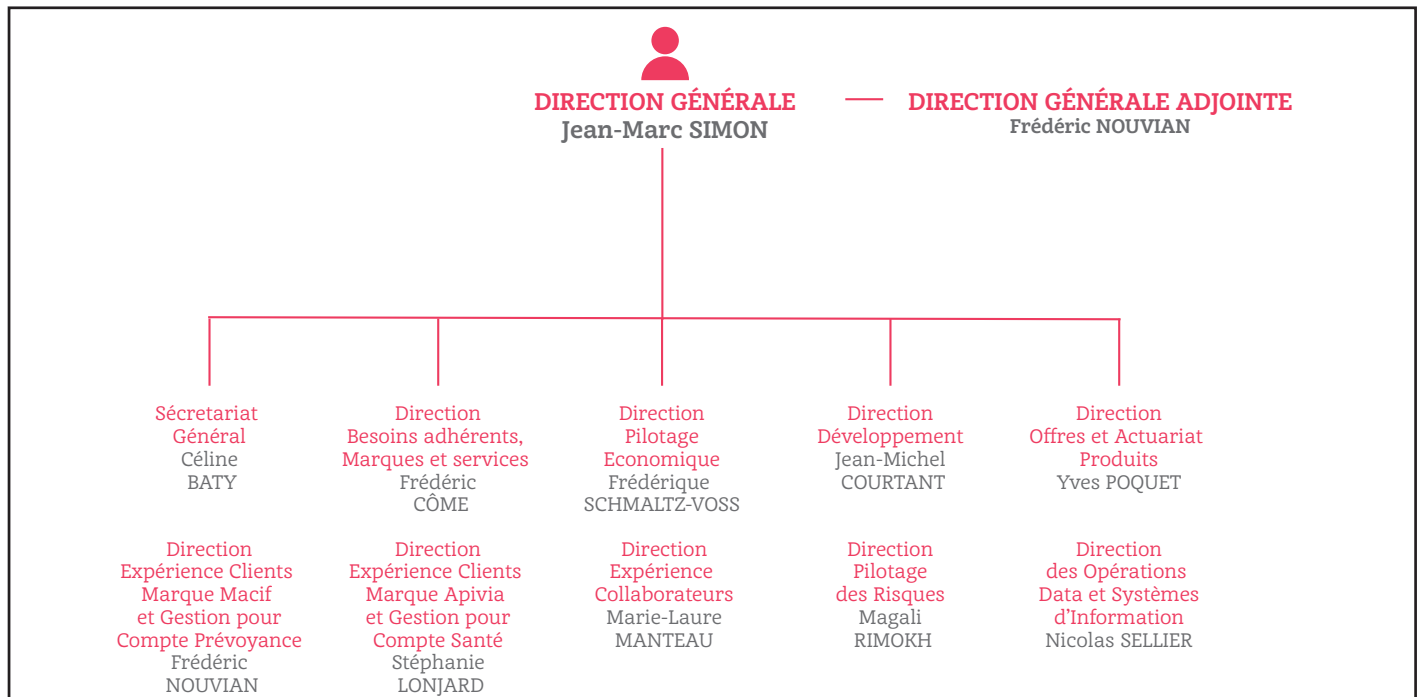 DIRECTION GÉNÉRALE
Jean-Marc SIMON
DIRECTION GÉNÉRALE ADJOINTE
Frédéric NOUVIAN
Sécretariat
Général
Céline
BATY
Direction
Besoins adhérents,
Marques et services
Frédéric
CÔME
Direction
Pilotage
Economique
Frédérique
SCHMALTZ-VOSS
Direction
Développement
Jean-Michel
COURTANT
Direction
Offres et Actuariat
Produits
Yves POQUET
Direction
Expérience Clients
Marque Macif
et Gestion pour
Compte Prévoyance
Frédéric
NOUVIAN
Direction
Expérience Clients
Marque Apivia
et Gestion pour
Compte Santé
Stéphanie
LONJARD
Direction
Expérience
Collaborateurs
Marie-Laure
MANTEAU
Direction
Pilotage
des Risques
Magali
RIMOKH
Direction
des Opérations
Data et Systèmes
d'Information
Nicolas SELLIER